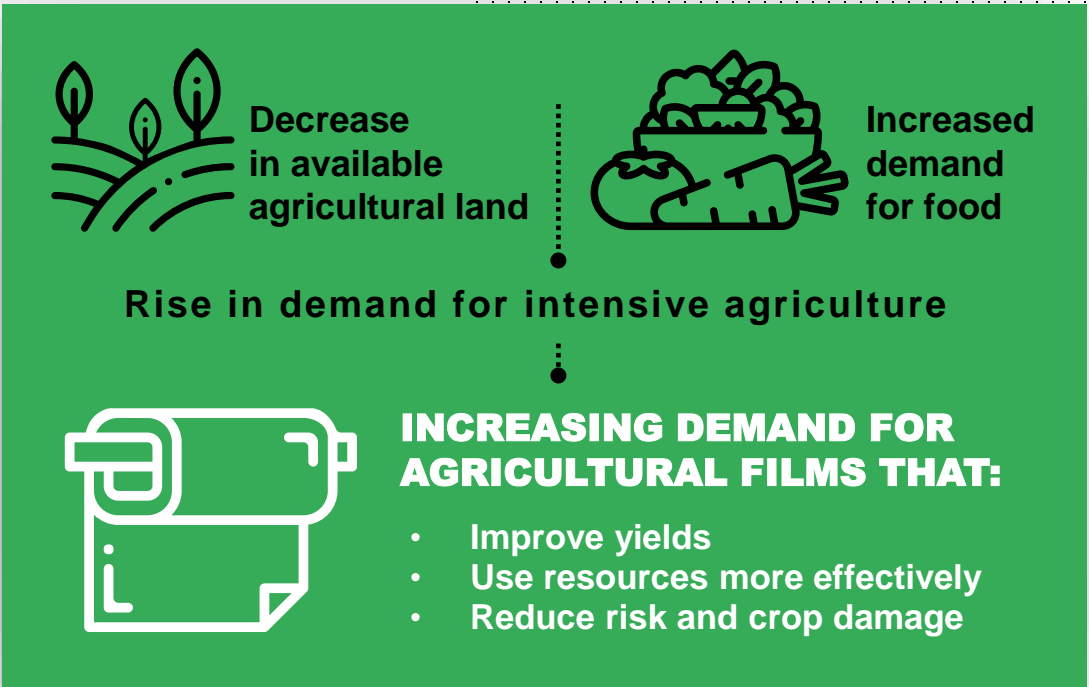 Decrease
in available
agricultural land
Increased
demand
for food
Rise in demand for intensive agriculture
INCREASING DEMAND FOR
AGRICULTURAL FILMS THAT:
• Improve yields
• Use resources more effectively
• Reduce risk and crop damage